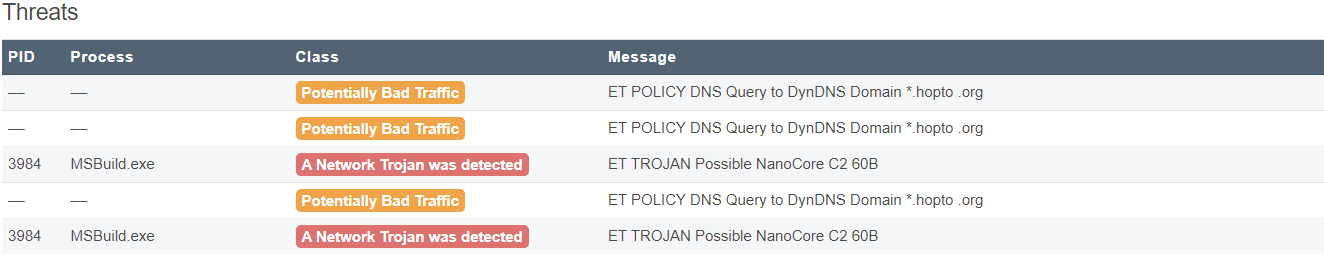 Threats
PID Process Class Message
— — Potentially Bad Traffic ET POLICY DNS Query to DynDNS Domain *.hopto .org
— — Potentially Bad Traffic ET POLICY DNS Query to DynDNS Domain *.hopto .org
3984 MSBuild.exe A Network Trojan was detected ET TROJAN Possible NanoCore C2 60B
— — Potentially Bad Traffic ET POLICY DNS Query to DynDNS Domain *.hopto .org
3984 MSBuild.exe A Network Trojan was detected ET TROJAN Possible NanoCore C2 60B